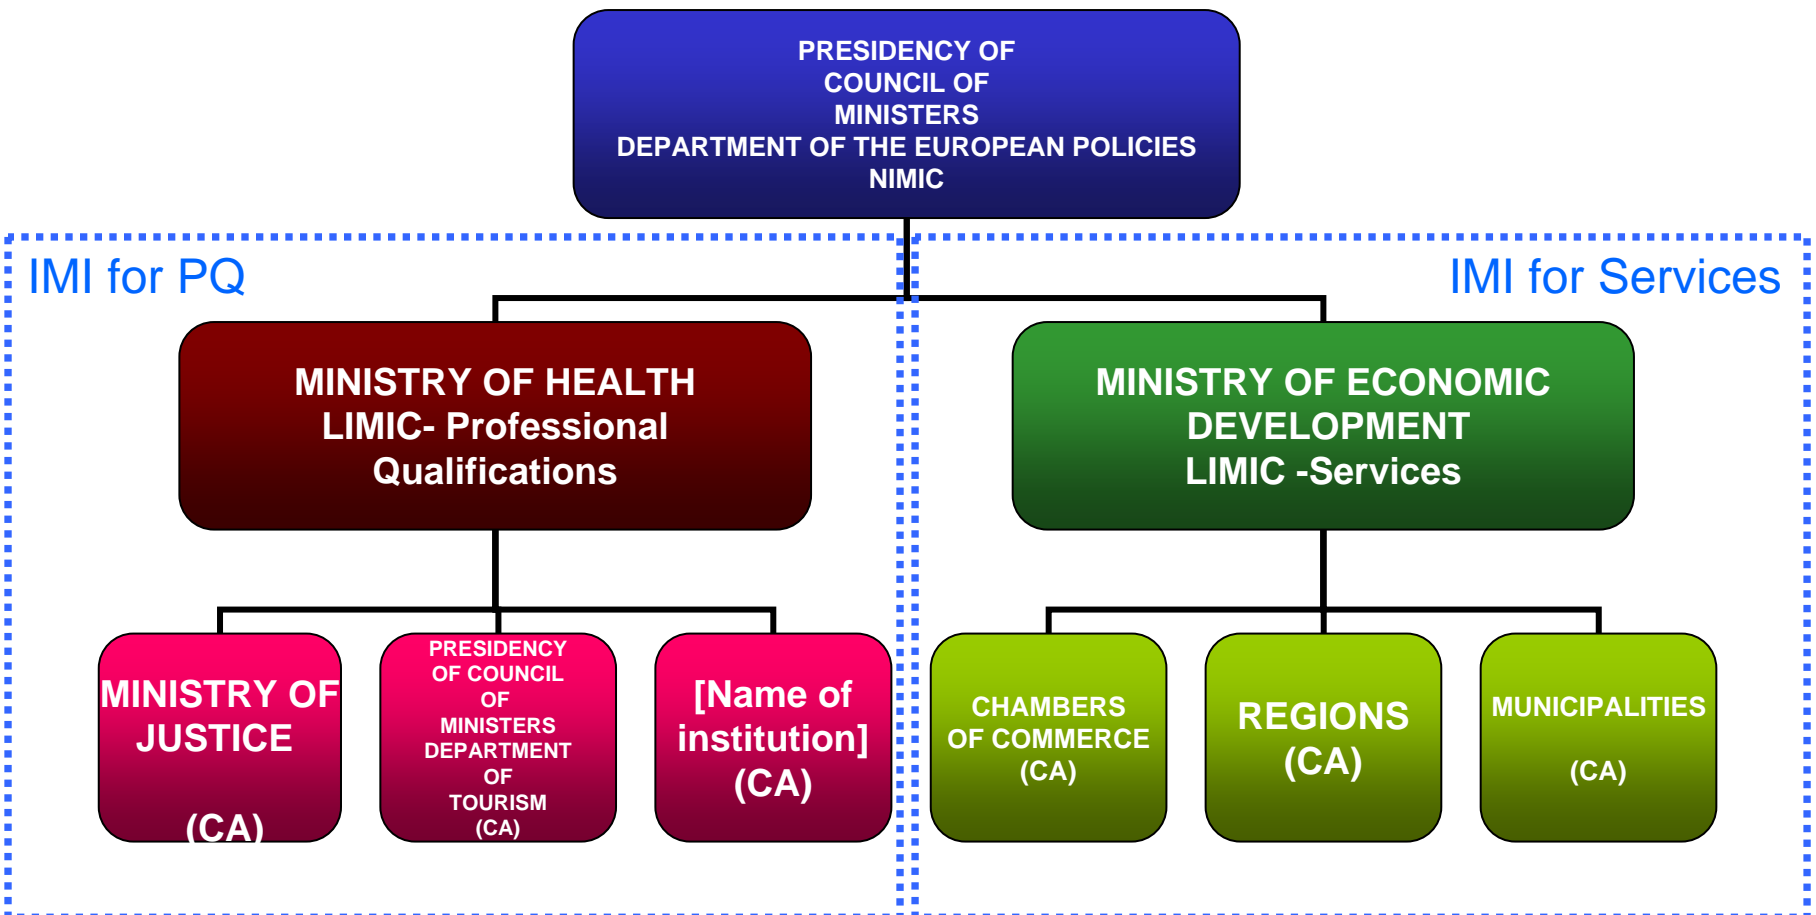 PRESIDENCY OF
COUNCIL OF
MINISTERS
DEPARTMENT OF THE EUROPEAN POLICIES
NIMIC
IMI for PQ
IMI for Services
MINISTRY OF HEALTH
LIMIC- Professional
Qualifications
MINISTRY OF ECONOMIC
DEVELOPMENT
LIMIC -Services
MINISTRY OF
JUSTICE
(CA)
PRESIDENCY
OF COUNCIL
OF
MINISTERS
DEPARTMENT
OF
TOURISM
(CA)
[Name of
institution]
(CA)
CHAMBERS
OF COMMERCE
(CA)
REGIONS
(CA)
MUNICIPALITIES
(CA)